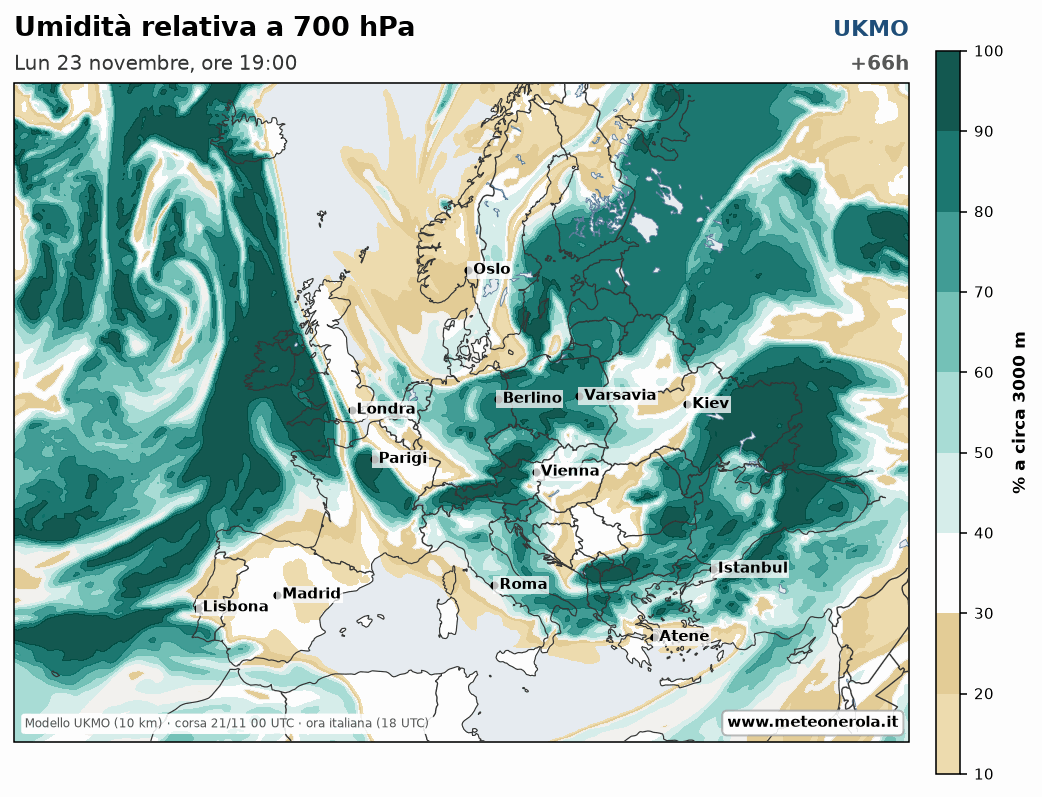 Umidità relativa a 700 hPa
UKMO
Lun 23 novembre, ore 19:00
+66h
100
90
80
70
60
50
40
30
20
10
% a circa 3000 m
Oslo
Berlino
Varsavia
Kiev
Londra
Parigi
Vienna
Istanbul
Roma
Madrid
Lisbona
Atene
Modello UKMO (10 km) · corsa 21/11 00 UTC · ora italiana (18 UTC)
www.meteonerola.it